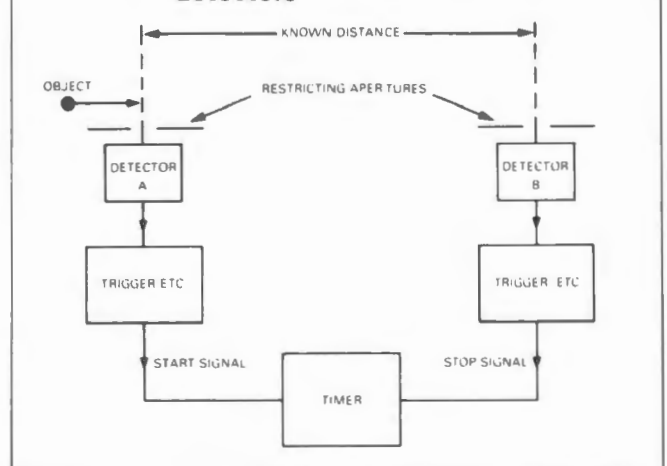 KNOWN DISTANCE
OBJECT
RESTRICTING APERTURES
DETECTOR
A
DETECTOR
B
TRIGGER ETC
TRIGGER ETC
START SIGNAL
STOP SIGNAL
TIMER